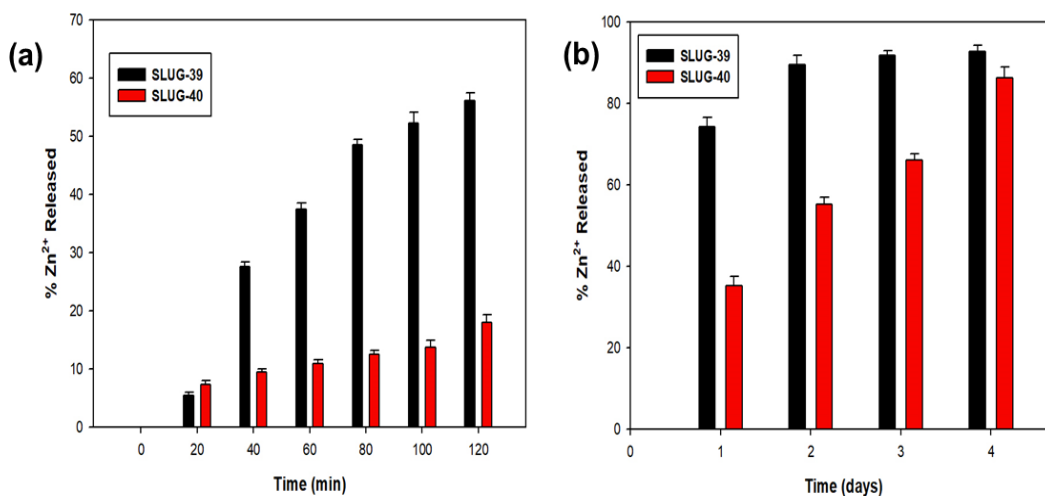 (a)
% Zn²⁺ Released
70
60
50
40
30
20
10
0
SLUG-39
SLUG-40
0 20 40 60 80 100 120
Time (min)
(b)
% Zn²⁺ Released
100
80
60
40
20
0
SLUG-39
SLUG-40
0 1 2 3 4
Time (days)